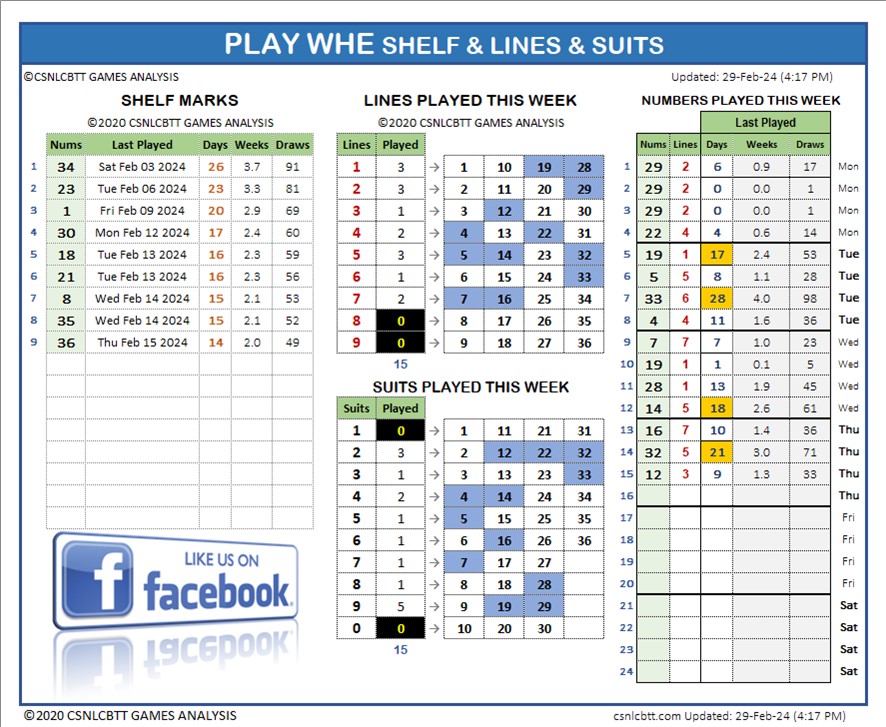 PLAY WHE SHELF & LINES & SUITS
©CSNLCBTT GAMES ANALYSIS
Updated: 29-Feb-24 (4:17 PM)
SHELF MARKS
©2020 CSNLCBTT GAMES ANALYSIS
Nums Last Played Days Weeks Draws
1 34 Sat Feb 03 2024 26 3.7 91
2 23 Tue Feb 06 2024 23 3.3 81
3 1 Fri Feb 09 2024 20 2.9 69
4 30 Mon Feb 12 2024 17 2.4 60
5 18 Tue Feb 13 2024 16 2.3 59
6 21 Tue Feb 13 2024 16 2.3 56
7 8 Wed Feb 14 2024 15 2.1 53
8 35 Wed Feb 14 2024 15 2.1 52
9 36 Thu Feb 15 2024 14 2.0 49
LIKE US ON
facebook
LINES PLAYED THIS WEEK
©2020 CSNLCBTT GAMES ANALYSIS
Lines Played
1 3 → 1 10 19 28
2 3 → 2 11 20 29
3 1 → 3 12 21 30
4 2 → 4 13 22 31
5 3 → 5 14 23 32
6 1 → 6 15 24 33
7 2 → 7 16 25 34
8 0 → 8 17 26 35
9 0 → 9 18 27 36
15
SUITS PLAYED THIS WEEK
Suits Played
1 0 → 1 11 21 31
2 3 → 2 12 22 32
3 1 → 3 13 23 33
4 2 → 4 14 24 34
5 1 → 5 15 25 35
6 1 → 6 16 26 36
7 1 → 7 17 27
8 1 → 8 18 28
9 5 → 9 19 29
0 0 → 10 20 30
15
NUMBERS PLAYED THIS WEEK
Last Played
Nums Lines Days Weeks Draws
1 29 2 6 0.9 17 Mon
2 29 2 0 0.0 1 Mon
3 29 2 0 0.0 1 Mon
4 22 4 4 0.6 14 Mon
5 19 1 17 2.4 53 Tue
6 5 5 8 1.1 28 Tue
7 33 6 28 4.0 98 Tue
8 4 4 11 1.6 36 Tue
9 7 7 7 1.0 23 Wed
10 19 1 1 0.1 5 Wed
11 28 1 13 1.9 45 Wed
12 14 5 18 2.6 61 Wed
13 16 7 10 1.4 36 Thu
14 32 5 21 3.0 71 Thu
15 12 3 9 1.3 33 Thu
16 Thu
17 Fri
18 Fri
19 Fri
20 Fri
21 Sat
22 Sat
23 Sat
24 Sat
©2020 CSNLCBTT GAMES ANALYSIS
csnlcbtt.com Updated: 29-Feb-24 (4:17 PM)